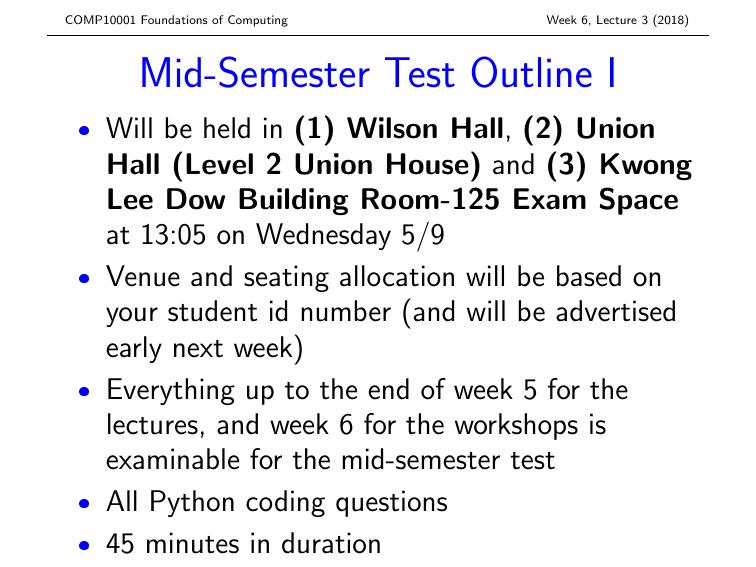 COMP10001 Foundations of Computing
Week 6, Lecture 3 (2018)
Mid-Semester Test Outline I
• Will be held in (1) Wilson Hall, (2) Union
Hall (Level 2 Union House) and (3) Kwong
Lee Dow Building Room-125 Exam Space
at 13:05 on Wednesday 5/9
• Venue and seating allocation will be based on
your student id number (and will be advertised
early next week)
• Everything up to the end of week 5 for the
lectures, and week 6 for the workshops is
examinable for the mid-semester test
• All Python coding questions
• 45 minutes in duration